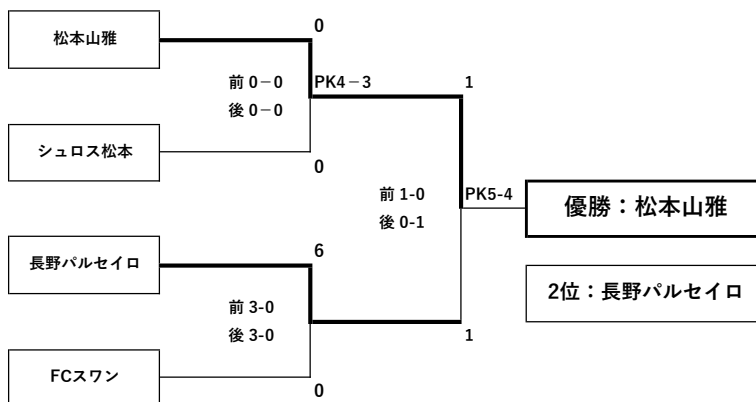 松本山雅
0
前 0－0
後 0－0
PK4－3
1
シュロス松本
0
前 1-0
後 0-1
PK5-4
優勝：松本山雅
長野パルセイロ
6
2位：長野パルセイロ
前 3-0
後 3-0
1
FCスワン
0